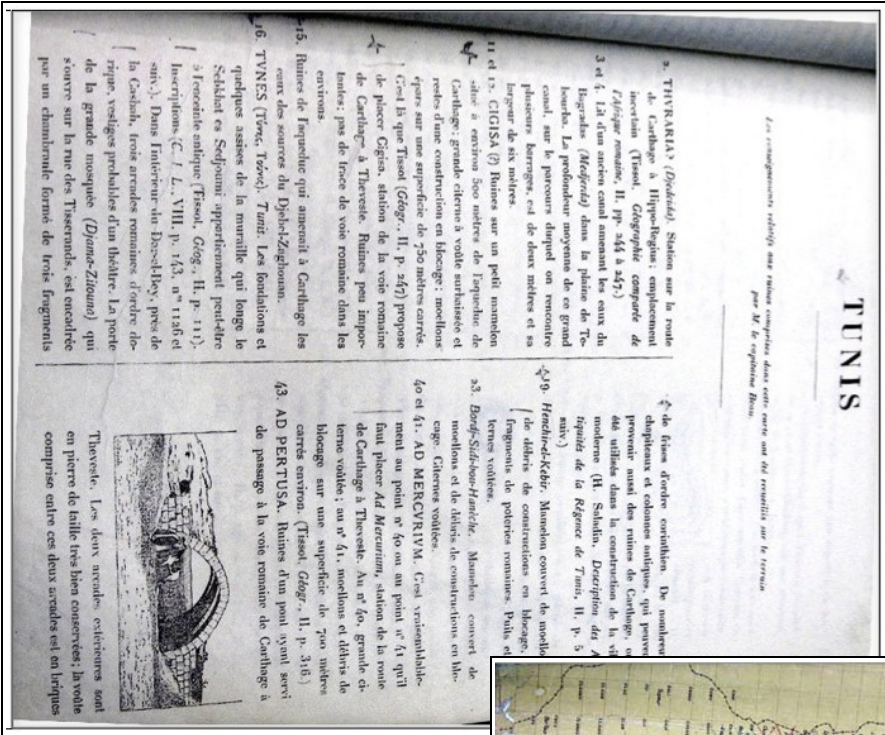 TUNIS
Les renseignements relatifs aux ruines comprises dans cette carte ont été recueillis sur le terrain
par M. le capitaine Benn.
2. THVRARIA? (Djedeida). Station sur la route
de Carthage à Hippo-Regius; emplacement
incertain (Tissot, Géographie comparée de
l'Afrique romaine, II, pp. 244 à 247.)
3 et 4. Lit d'un ancien canal amenant les eaux du
Bagradas (Medjerda) dans la plaine de Te-
bourba. La profondeur moyenne de ce grand
canal, sur le parcours duquel on rencontre
plusieurs barrages, est de deux mètres et sa
largeur de six mètres.
11 et 12. CIGISA (?) Ruines sur un petit mamelon
situé à environ 500 mètres de l'aqueduc de
Carthage; grande citerne à voûte surbaissée et
restes d'une construction en blocage; moellons
épars sur une superficie de 750 mètres carrés.
C'est là que Tissot (Géogr., II, p. 247) propose
de placer Cigisa, station de la voie romaine
de Carthage à Theveste. Ruines peu impor-
tantes; pas de trace de voie romaine dans les
environs.
15. Ruines de l'aqueduc qui amenait à Carthage les
eaux des sources du Djebel-Zaghouan.
16. TVNES (Τύνης, Τούνις). Tunis. Les fondations et
quelques assises de la muraille qui longe le
Sebkhat es Sedjoumi appartiennent peut-être
à l'enceinte antique (Tissot, Géog., II, p. 111).
Inscriptions (C. I. L., VIII, p. 143, nos 1126 et
suiv.). Dans l'intérieur du Dar-el-Bey, près de
la Casbah, trois arcades romaines d'ordre do-
rique, vestiges probables d'un théâtre. La porte
de la grande mosquée (Djama-Zitouna) qui
s'ouvre sur la rue des Tisserands, est encadrée
par un chambranle formé de trois fragments
de frises d'ordre corinthien. De nombreux
chapiteaux et colonnes antiques, qui peuvent
provenir aussi des ruines de Carthage, ont
été utilisés dans la construction de la ville
moderne (H. Saladin, Description des
tiquités de la Régence de Tunis, II, p. 5
suiv.)
19. Henchir-el-Kebir. Mamelon couvert de moellons
de débris de constructions en blocage,
fragments de poteries romaines. Puits et
ternes voûtées.
23. Bordj-Sidi-bou-Hanèche. Mamelon couvert de
moellons et de débris de constructions en blo-
cage. Citernes voûtées.
40 et 41. AD MERCVRIVM. C'est vraisemblable-
ment au point n° 40 ou au point n° 41 qu'il
faut placer Ad Mercurium, station de la route
de Carthage à Theveste. Au n° 40, grande ci-
terne voûtée; au n° 41, moellons et débris de
blocage sur une superficie de 700 mètres
carrés environ. (Tissot, Géogr., II, p. 316.)
43. AD PERTUSA. Ruines d'un pont ayant servi
de passage à la voie romaine de Carthage à
Theveste. Les deux arcades extérieures sont
en pierre de taille très bien conservées; la voûte
comprise entre ces deux arcades est en briques